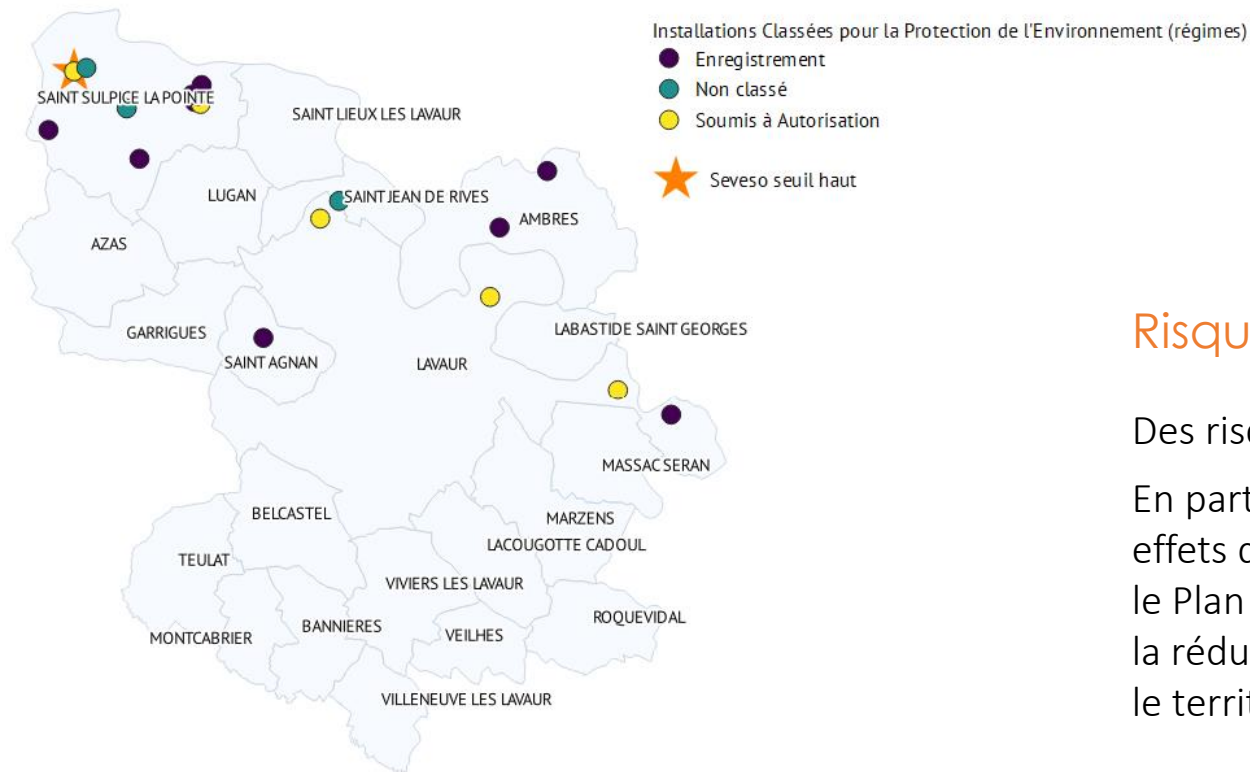 Installations Classées pour la Protection de l'Environnement (régimes)
Enregistrement
Non classé
Soumis à Autorisation
Seveso seuil haut
SAINT SULPICE LA POINTE
SAINT LIEUX LES LAVAUR
LUGAN
SAINT JEAN DE RIVES
AMBRES
AZAS
GARRIGUES
SAINT AGNAN
LAVAUR
LABASTIDE SAINT GEORGES
MASSAC SERAN
BELCASTEL
MARZENS
LACOUGOTTE CADOUL
TEULAT
VIVIERS LES LAVAUR
ROQUEVIDAL
MONTCABRIER
BANNIERES
VEILHES
VILLENEUVE LES LAVAUR
Risqu
Des riso
En part
effets d
le Plan
la rédu
le territ